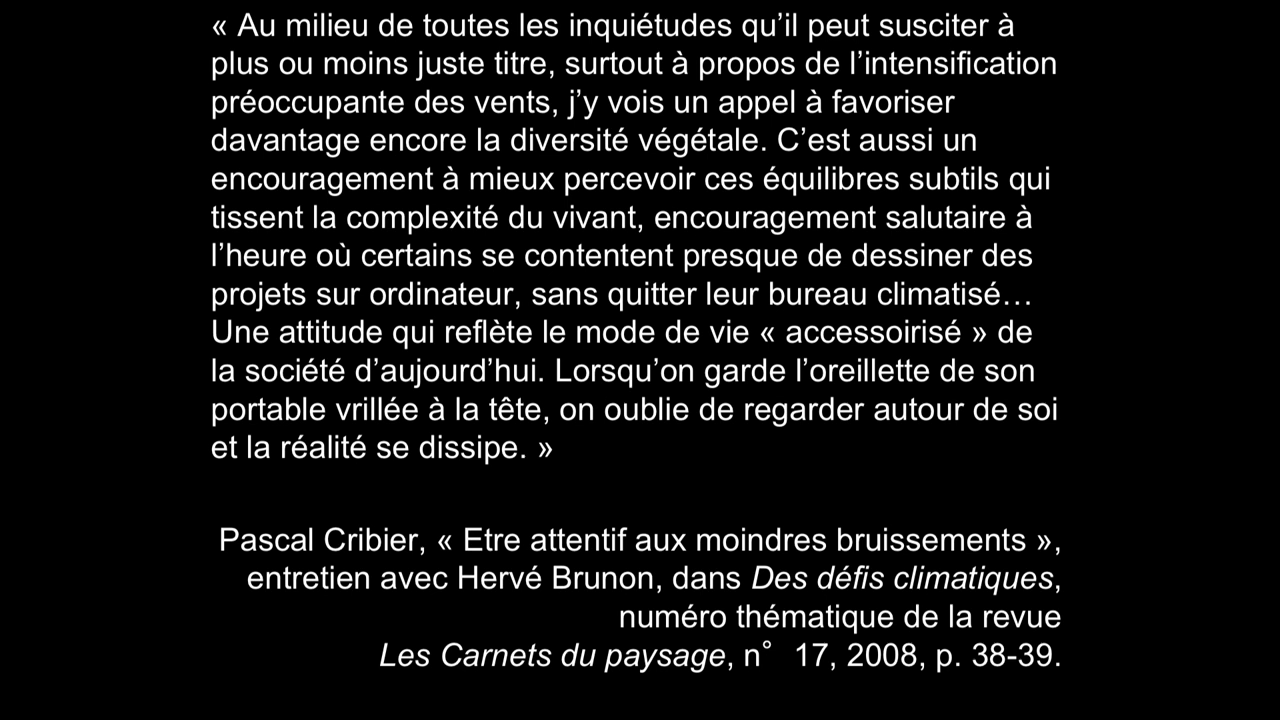 « Au milieu de toutes les inquiétudes qu’il peut susciter à
plus ou moins juste titre, surtout à propos de l’intensification
préoccupante des vents, j’y vois un appel à favoriser
davantage encore la diversité végétale. C’est aussi un
encouragement à mieux percevoir ces équilibres subtils qui
tissent la complexité du vivant, encouragement salutaire à
l’heure où certains se contentent presque de dessiner des
projets sur ordinateur, sans quitter leur bureau climatisé…
Une attitude qui reflète le mode de vie « accessoirisé » de
la société d’aujourd’hui. Lorsqu’on garde l’oreillette de son
portable vrillée à la tête, on oublie de regarder autour de soi
et la réalité se dissipe. »
Pascal Cribier, « Etre attentif aux moindres bruissements »,
entretien avec Hervé Brunon, dans Des défis climatiques,
numéro thématique de la revue
Les Carnets du paysage, n° 17, 2008, p. 38-39.